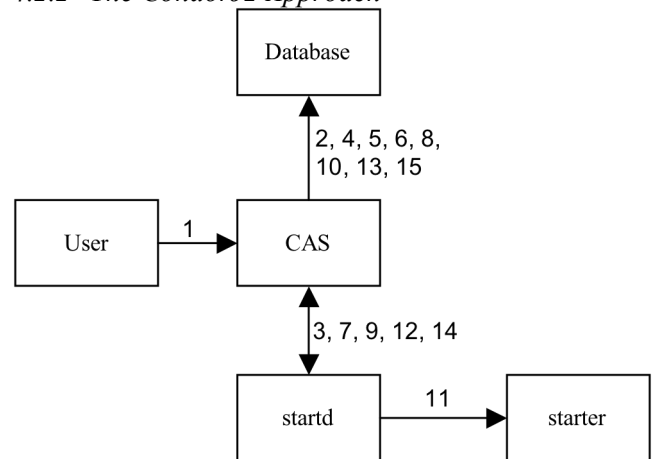 Database
2, 4, 5, 6, 8,
10, 13, 15
User
1
CAS
3, 7, 9, 12, 14
startd
11
starter